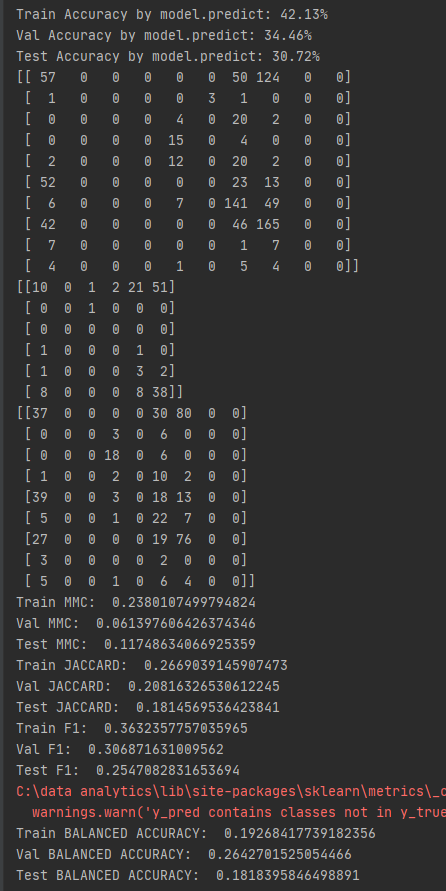 Train Accuracy by model.predict: 42.13%
Val Accuracy by model.predict: 34.46%
Test Accuracy by model.predict: 30.72%
[[ 57   0   0   0   0   0  50 124   0   0]
 [  1   0   0   0   0   3   1   0   0   0]
 [  0   0   0   0   4   0  20   2   0   0]
 [  0   0   0   0  15   0   4   0   0   0]
 [  2   0   0   0  12   0  20   2   0   0]
 [ 52   0   0   0   0   0  23  13   0   0]
 [  6   0   0   0   7   0 141  49   0   0]
 [ 42   0   0   0   0   0  46 165   0   0]
 [  7   0   0   0   0   0   1   7   0   0]
 [  4   0   0   0   1   0   5   4   0   0]]
[[10  0  1  2 21 51]
 [ 0  0  1  0  0  0]
 [ 0  0  0  0  0  0]
 [ 1  0  0  0  1  0]
 [ 1  0  0  0  3  2]
 [ 8  0  0  0  8 38]]
[[37  0  0  0  0 30 80  0  0]
 [ 0  0  0  3  0  6  0  0  0]
 [ 0  0  0 18  0  6  0  0  0]
 [ 1  0  0  2  0 10  2  0  0]
 [39  0  0  3  0 18 13  0  0]
 [ 5  0  0  1  0 22  7  0  0]
 [27  0  0  0  0 19 76  0  0]
 [ 3  0  0  0  0  2  0  0  0]
 [ 5  0  0  1  0  6  4  0  0]]
Train MMC:  0.2380107499794824
Val MMC:  0.061397606426374346
Test MMC:  0.11748634066925359
Train JACCARD:  0.2669039145907473
Val JACCARD:  0.20816326530612245
Test JACCARD:  0.1814569536423841
Train F1:  0.3632357757035965
Val F1:  0.306871631009562
Test F1:  0.2547082831653694
C:\data analytics\lib\site-packages\sklearn\metrics\_c
  warnings.warn('y_pred contains classes not in y_true
Train BALANCED ACCURACY:  0.19268417739182356
Val BALANCED ACCURACY:  0.2642701525054466
Test BALANCED ACCURACY:  0.1818395846498891